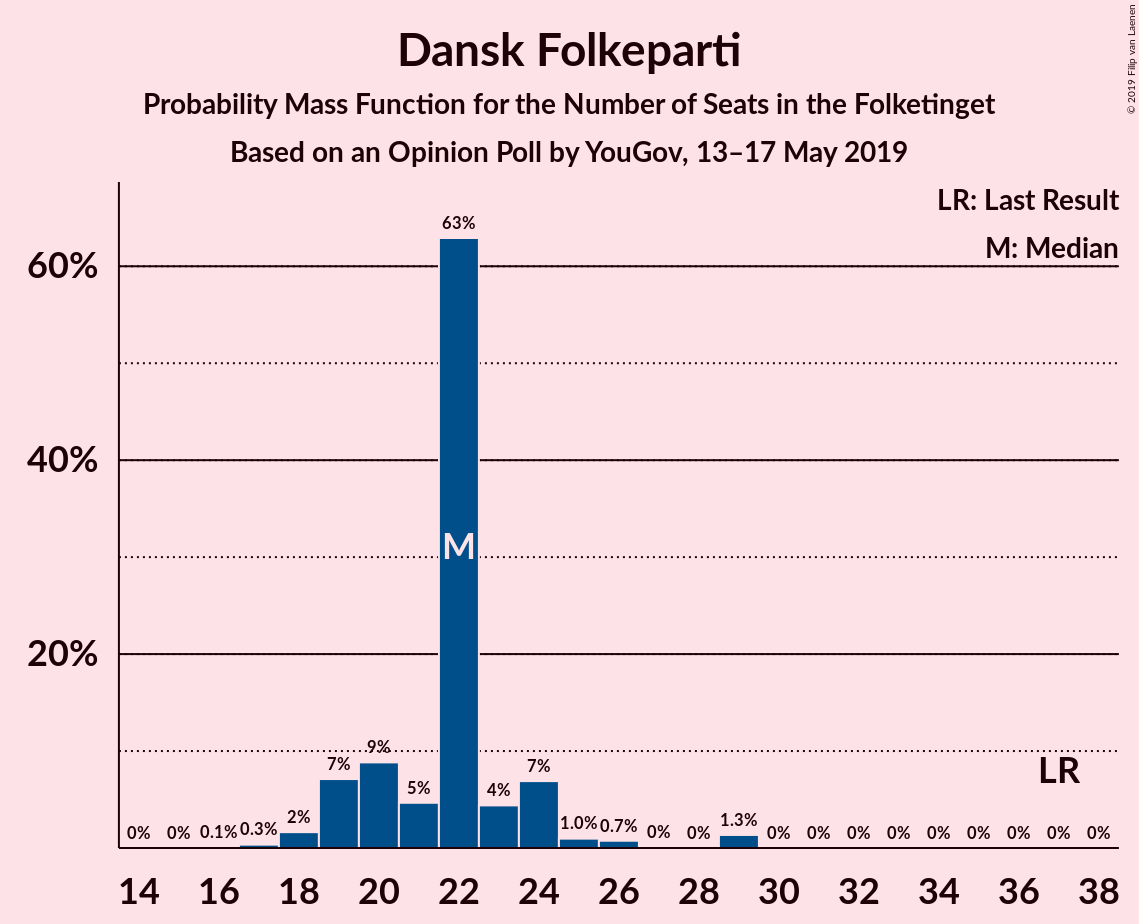 Dansk Folkeparti
Probability Mass Function for the Number of Seats in the Folketinget
Based on an Opinion Poll by YouGov, 13–17 May 2019
© 2019 Filip van Laenen
LR: Last Result
M: Median
60%
40%
20%
63%
M
LR
0% 0% 0.1% 0.3% 2% 7% 9% 5% 4% 7% 1.0% 0.7% 0% 0% 1.3% 0% 0% 0% 0% 0% 0% 0% 0% 0%
14 16 18 20 22 24 26 28 30 32 34 36 38